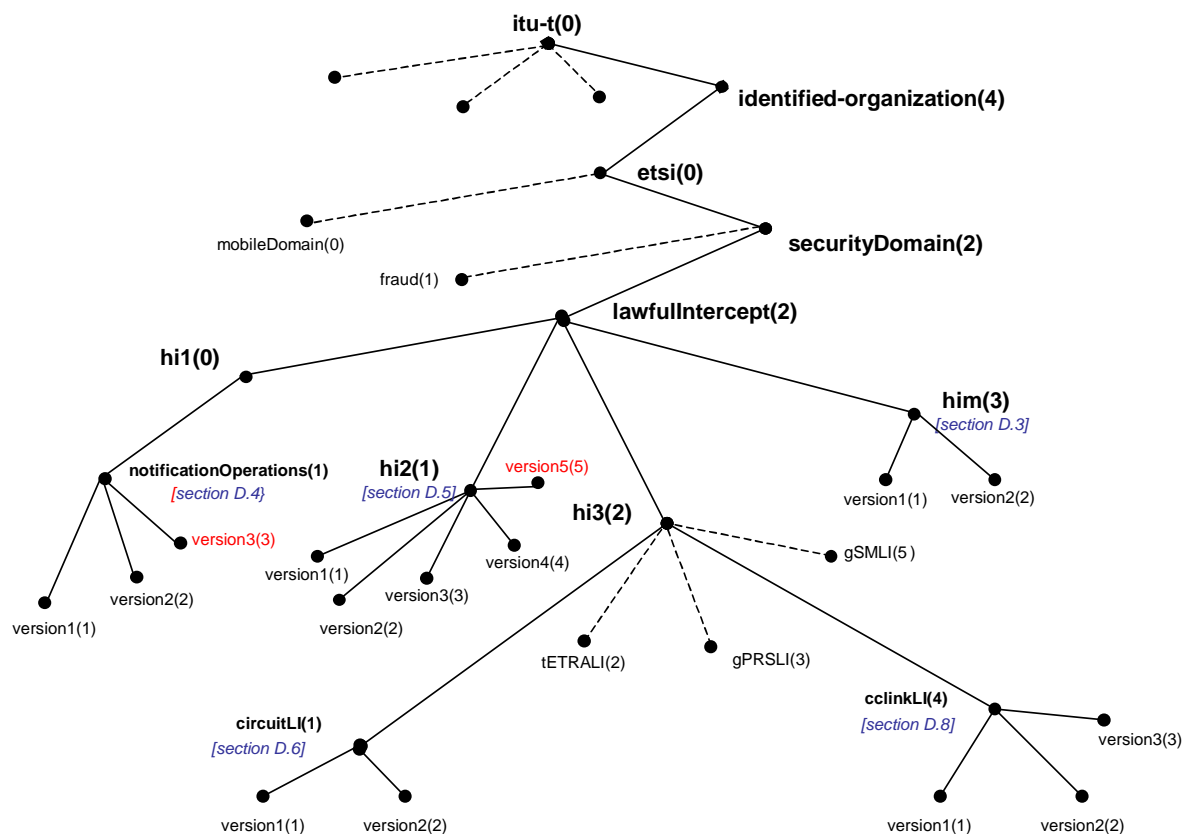 itu-t(0)
identified-organization(4)
etsi(0)
mobileDomain(0)
securityDomain(2)
fraud(1)
lawfulIntercept(2)
hi1(0)
him(3)
[section D.3]
notificationOperations(1)
[section D.4}
hi2(1)
[section D.5]
version5(5)
version1(1)
version2(2)
hi3(2)
version3(3)
gSMLI(5)
version4(4)
version1(1)
version3(3)
version2(2)
version1(1)
version2(2)
tETRALI(2)
gPRSLI(3)
cclinkLI(4)
[section D.8]
circuitLI(1)
[section D.6]
version3(3)
version1(1)
version2(2)
version1(1)
version2(2)